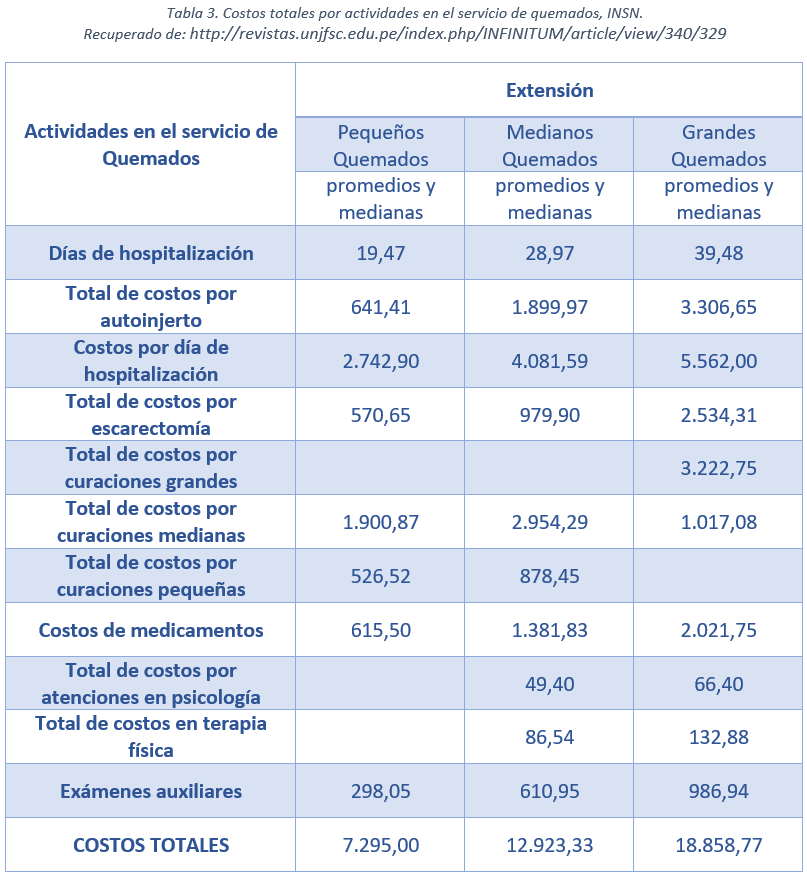 Tabla 3. Costos totales por actividades en el servicio de quemados, INSN.
Recuperado de: http://revistas.unjfsc.edu.pe/index.php/INFINITUM/article/view/340/329
Actividades en el servicio de
Quemados
Extensión
Pequeños
Quemados
Medianos
Quemados
Grandes
Quemados
promedios y
medianas
promedios y
medianas
promedios y
medianas
Días de hospitalización 19,47 28,97 39,48
Total de costos por
autoinjerto
641,41 1.899,97 3.306,65
Costos por día de
hospitalización
2.742,90 4.081,59 5.562,00
Total de costos por
escarectomía
570,65 979,90 2.534,31
Total de costos por
curaciones grandes
3.222,75
Total de costos por
curaciones medianas
1.900,87 2.954,29 1.017,08
Total de costos por
curaciones pequeñas
526,52 878,45
Costos de medicamentos 615,50 1.381,83 2.021,75
Total de costos por
atenciones en psicología
49,40 66,40
Total de costos en terapia
física
86,54 132,88
Exámenes auxiliares 298,05 610,95 986,94
COSTOS TOTALES 7.295,00 12.923,33 18.858,77